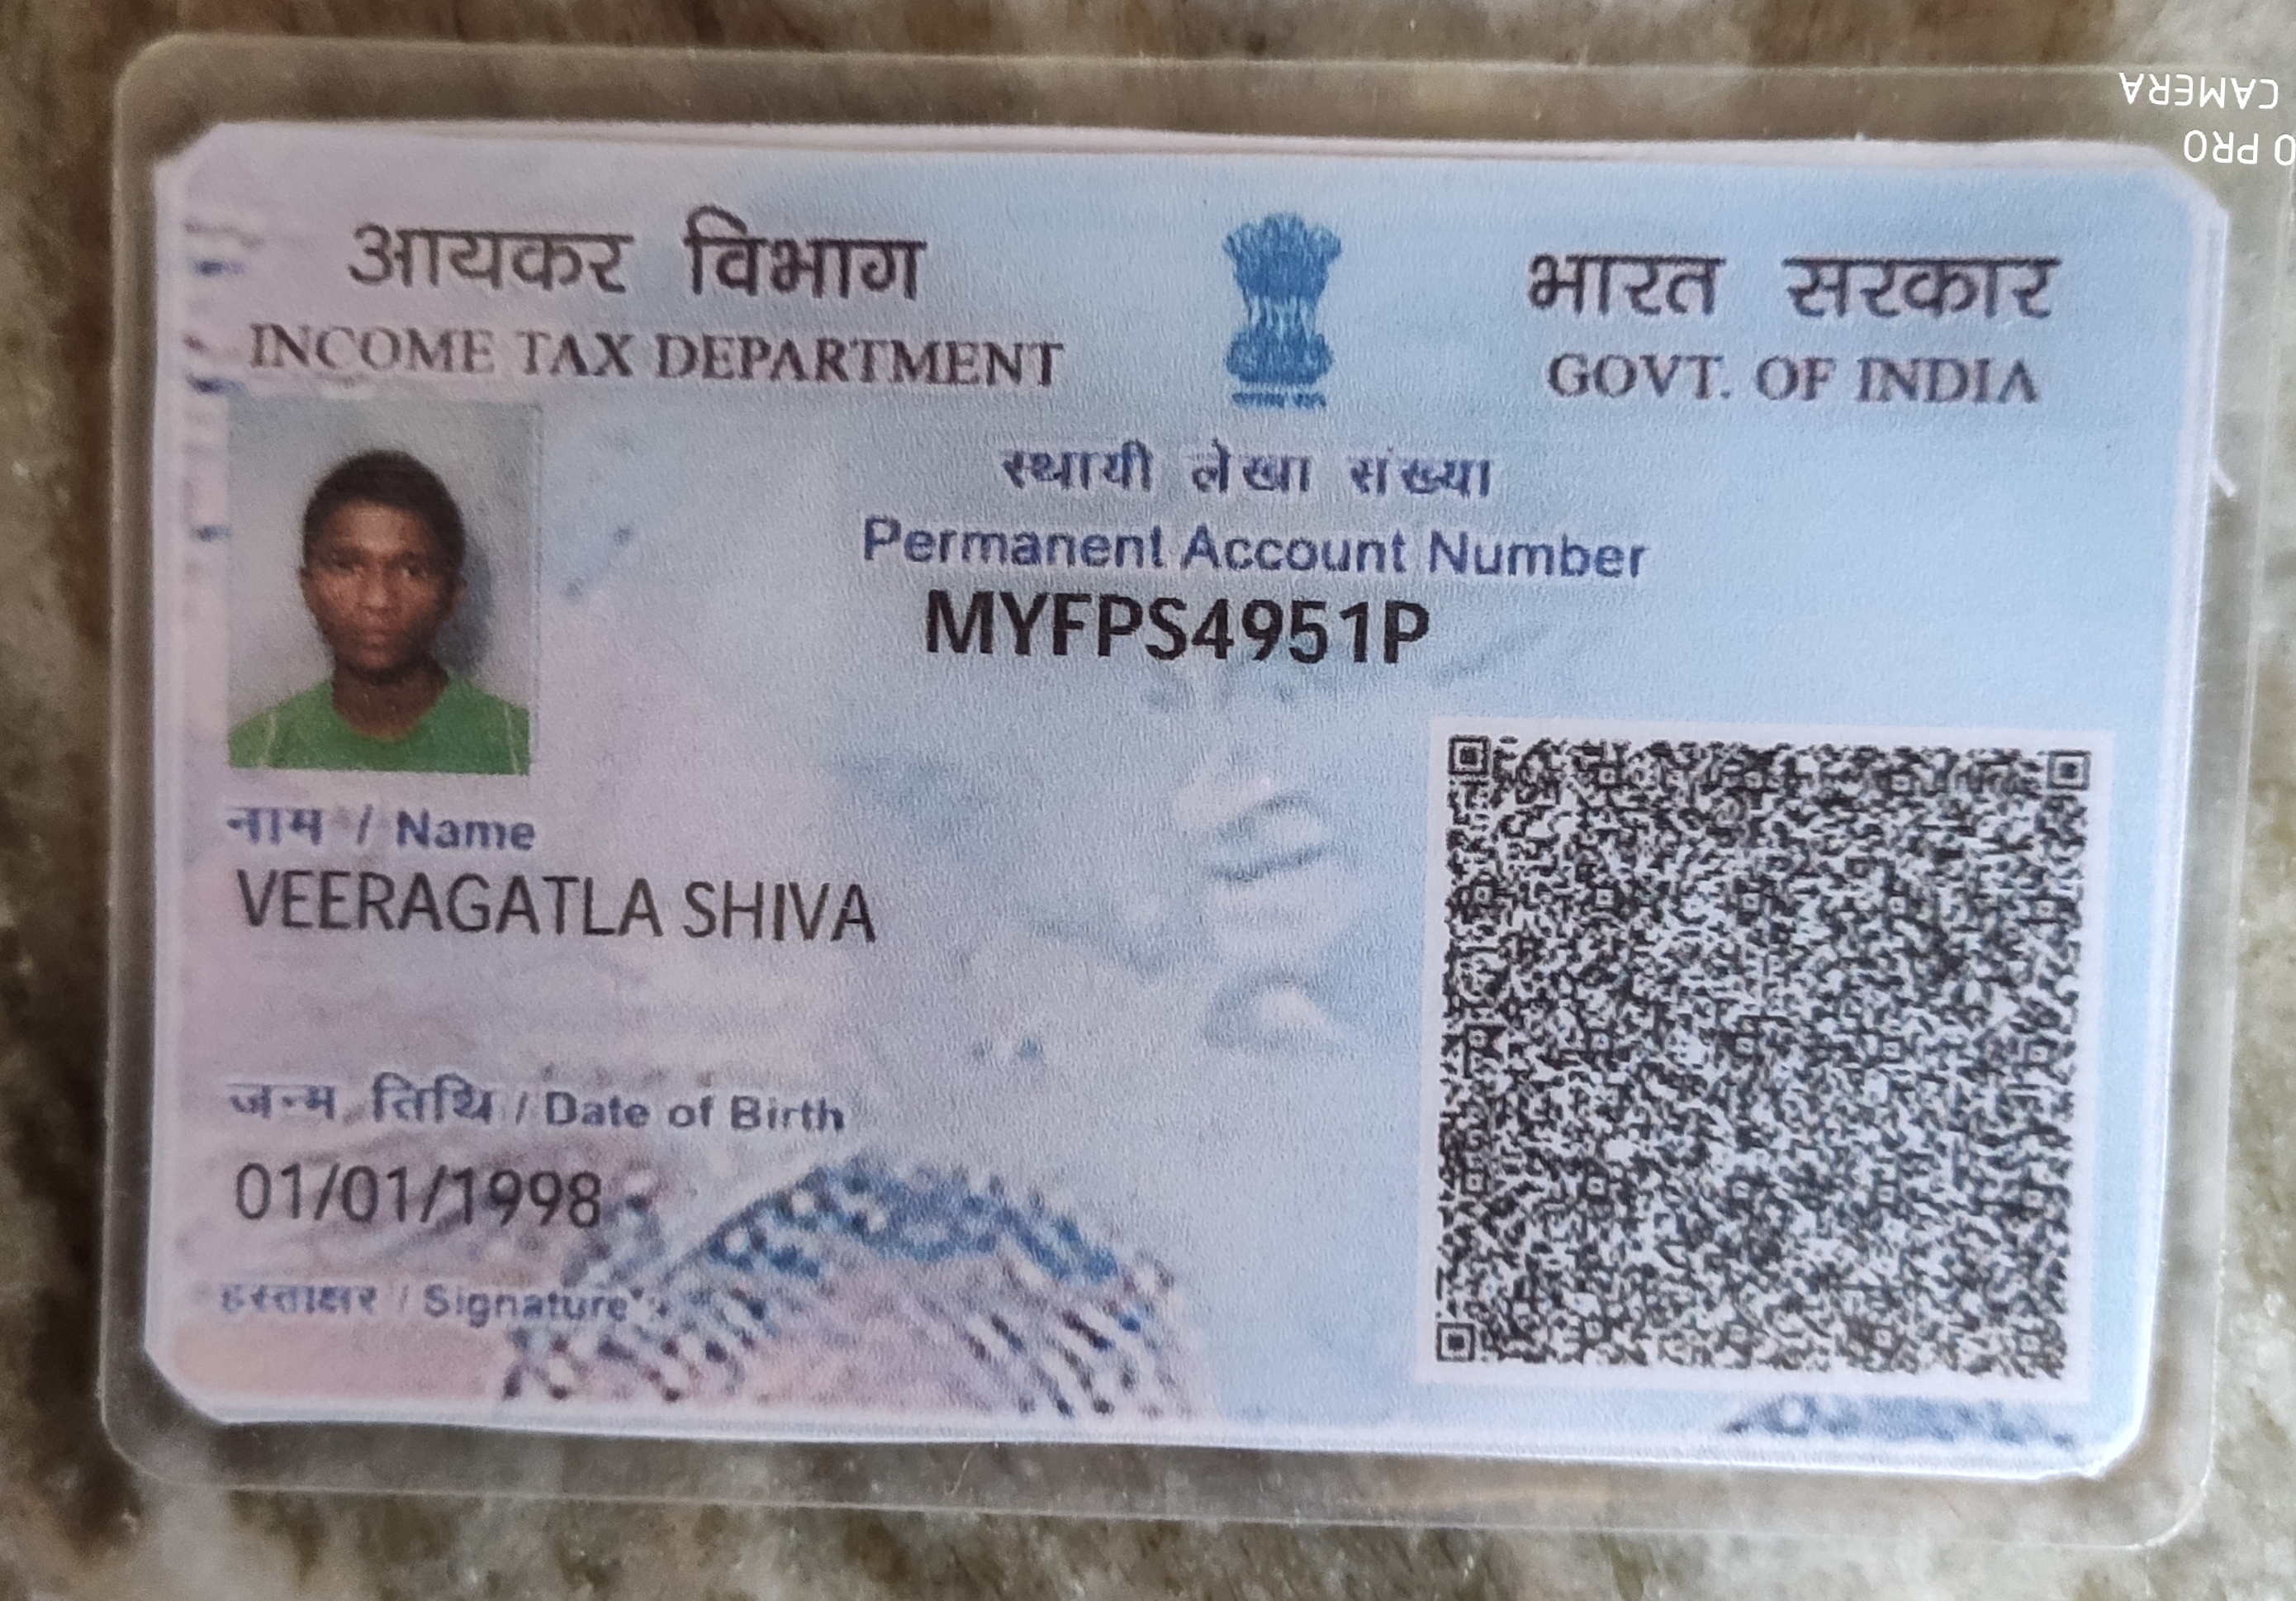 आयकर विभाग
INCOME TAX DEPARTMENT
भारत सरकार
GOVT. OF INDIA
स्थायी लेखा संख्या
Permanent Account Number
MYFPS4951P
नाम / Name
VEERAGATLA SHIVA
जन्म तिथि / Date of Birth
01/01/1998
हस्ताक्षर / Signature
CAMERA
PRO